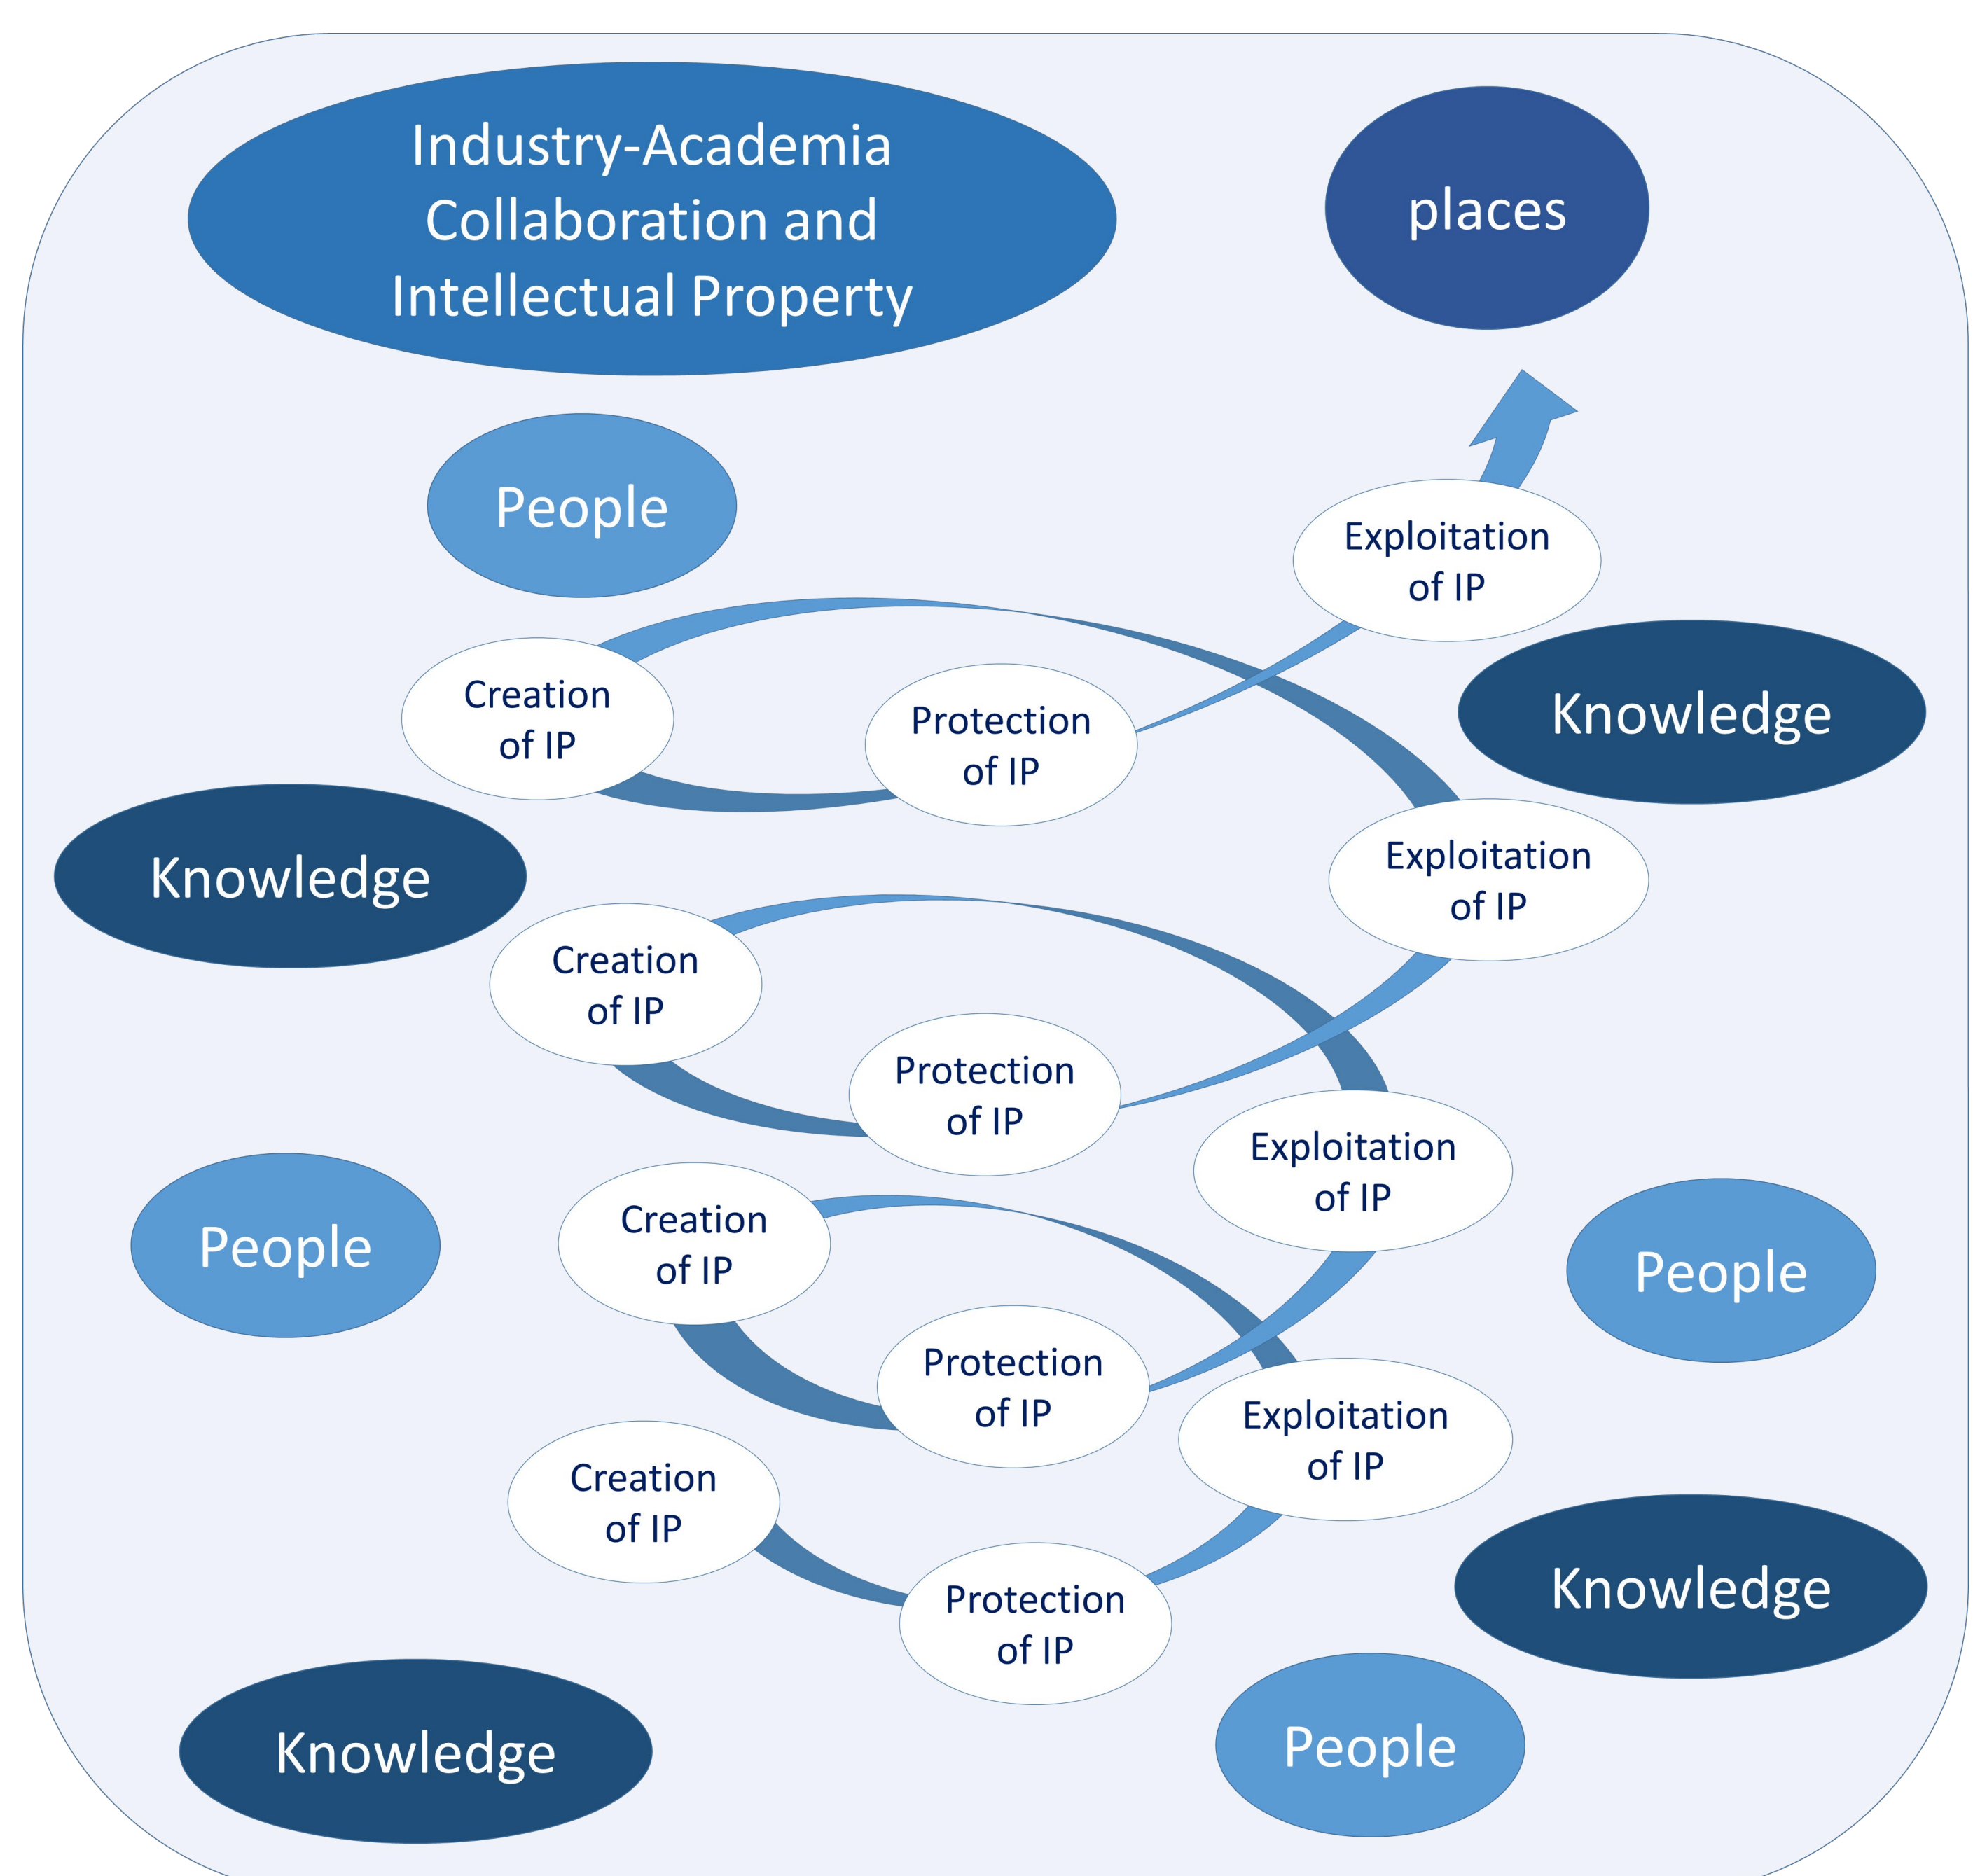 Industry-Academia
Collaboration and
Intellectual Property
places
People
Exploitation
of IP
Creation
of IP
Protection
of IP
Knowledge
Knowledge
Exploitation
of IP
Creation
of IP
Protection
of IP
Exploitation
of IP
People
Creation
of IP
People
Protection
of IP
Exploitation
of IP
Creation
of IP
Protection
of IP
Knowledge
Knowledge
People